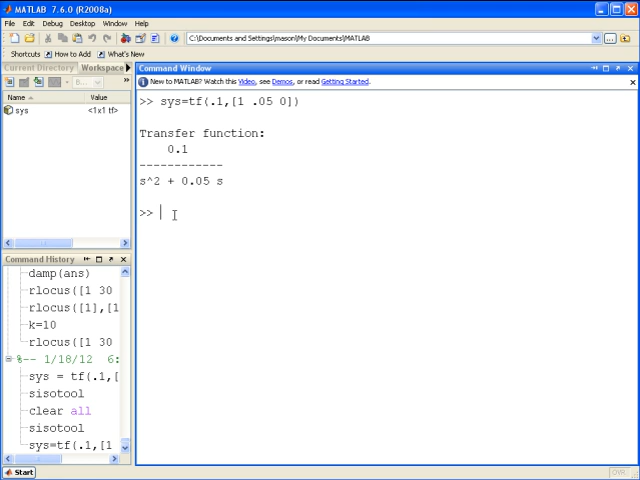 MATLAB 7.6.0 (R2008a)
File Edit Debug Desktop Window Help
C:\Documents and Settings\mason\My Documents\MATLAB
Shortcuts How to Add What's New
Current Directory Workspace
B...
Name Value
sys <1x1 tf>
Command History
damp(ans)
rlocus([1 30
rlocus([1],[1
k=10
rlocus([1 30
%-- 1/18/12 6:
sys = tf(.1,[
sisotool
clear all
sisotool
sys=tf(.1,[1
Command Window
New to MATLAB? Watch this Video, see Demos, or read Getting Started.
>> sys=tf(.1,[1 .05 0])
Transfer function:
0.1
------------
s^2 + 0.05 s
>>
Start
OVR